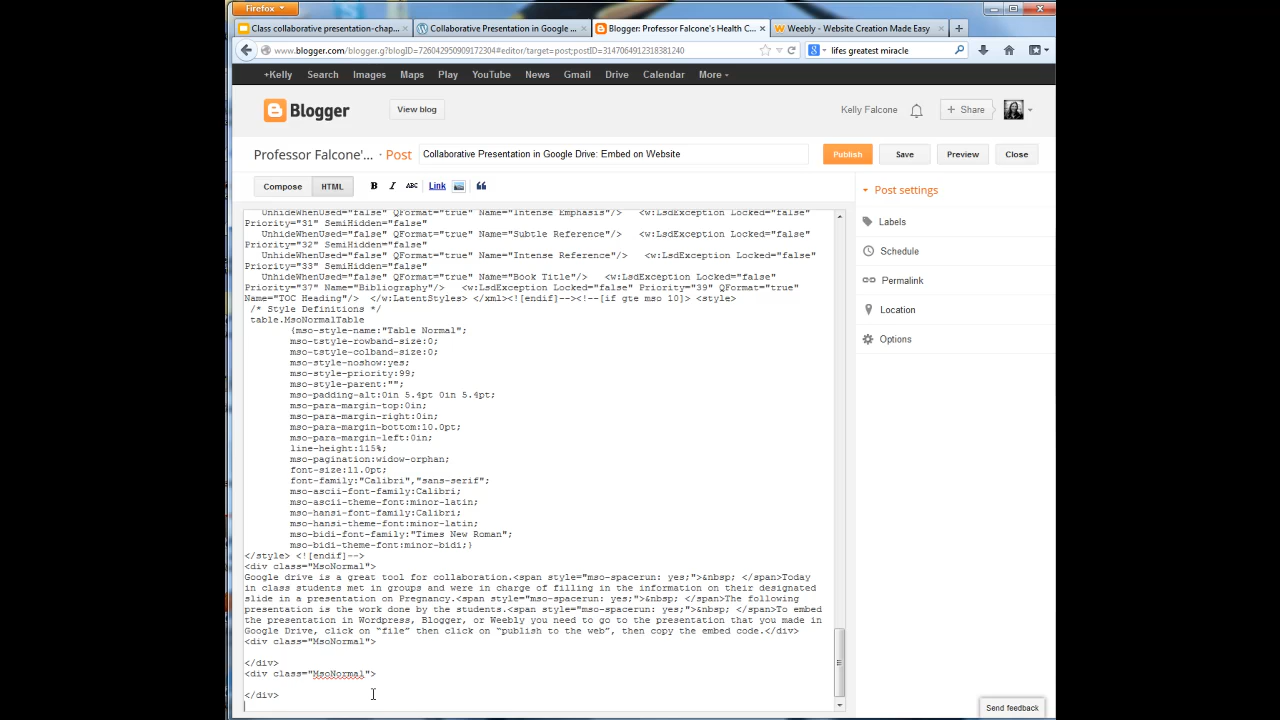 Firefox
Class collaborative presentation-chap...
Collaborative Presentation in Google ...
Blogger: Professor Falcone's Health C...
Weebly - Website Creation Made Easy
www.blogger.com/blogger.g?blogID=726042950909172304#editor/target=post;postID=3147064912318381240
lifes greatest miracle
+Kelly Search Images Maps Play YouTube News Gmail Drive Calendar More
Blogger
View blog
Kelly Falcone
+ Share
Professor Falcone'... · Post
Collaborative Presentation in Google Drive: Embed on Website
Publish
Save
Preview
Close
Compose
HTML
B I ABC Link
Post settings
Labels
Schedule
Permalink
Location
Options
UnhideWhenUsed="false" QFormat="true" Name="Intense Emphasis"/> <w:LsdException Locked="false"
Priority="31" SemiHidden="false"
UnhideWhenUsed="false" QFormat="true" Name="Subtle Reference"/> <w:LsdException Locked="false"
Priority="32" SemiHidden="false"
UnhideWhenUsed="false" QFormat="true" Name="Intense Reference"/> <w:LsdException Locked="false"
Priority="33" SemiHidden="false"
UnhideWhenUsed="false" QFormat="true" Name="Book Title"/> <w:LsdException Locked="false"
Priority="37" Name="Bibliography"/> <w:LsdException Locked="false" Priority="39" QFormat="true"
Name="TOC Heading"/> </w:LatentStyles> </xml><![endif]--><!--[if gte mso 10]> <style>
/* Style Definitions */
table.MsoNormalTable
{mso-style-name:"Table Normal";
mso-tstyle-rowband-size:0;
mso-tstyle-colband-size:0;
mso-style-noshow:yes;
mso-style-priority:99;
mso-style-parent:"";
mso-padding-alt:0in 5.4pt 0in 5.4pt;
mso-para-margin-top:0in;
mso-para-margin-right:0in;
mso-para-margin-bottom:10.0pt;
mso-para-margin-left:0in;
line-height:115%;
mso-pagination:widow-orphan;
font-size:11.0pt;
font-family:"Calibri","sans-serif";
mso-ascii-font-family:Calibri;
mso-ascii-theme-font:minor-latin;
mso-hansi-font-family:Calibri;
mso-hansi-theme-font:minor-latin;
mso-bidi-font-family:"Times New Roman";
mso-bidi-theme-font:minor-bidi;}
</style> <![endif]-->
<div class="MsoNormal">
Google drive is a great tool for collaboration.<span style="mso-spacerun: yes;">&nbsp; </span>Today
in class students met in groups and were in charge of filling in the information on their designated
slide in a presentation on Pregnancy.<span style="mso-spacerun: yes;">&nbsp; </span>The following
presentation is the work done by the students.<span style="mso-spacerun: yes;">&nbsp; </span>To embed
the presentation in Wordpress, Blogger, or Weebly you need to go to the presentation that you made in
Google Drive, click on “file” then click on “publish to the web”, then copy the embed code.</div>
<div class="MsoNormal">
</div>
<div class="MsoNormal">
</div>
Send feedback